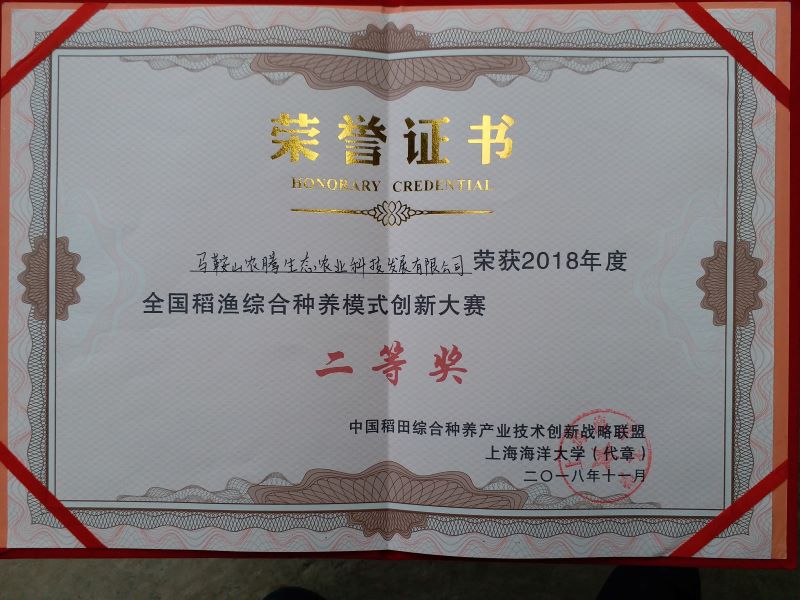 荣誉证书
HONORARY CREDENTIAL
马鞍山农腾生态农业科技发展有限公司荣获2018年度
全国稻渔综合种养模式创新大赛
二等奖
中国稻田综合种养产业技术创新战略联盟
上海海洋大学（代章）
二〇一八年十一月